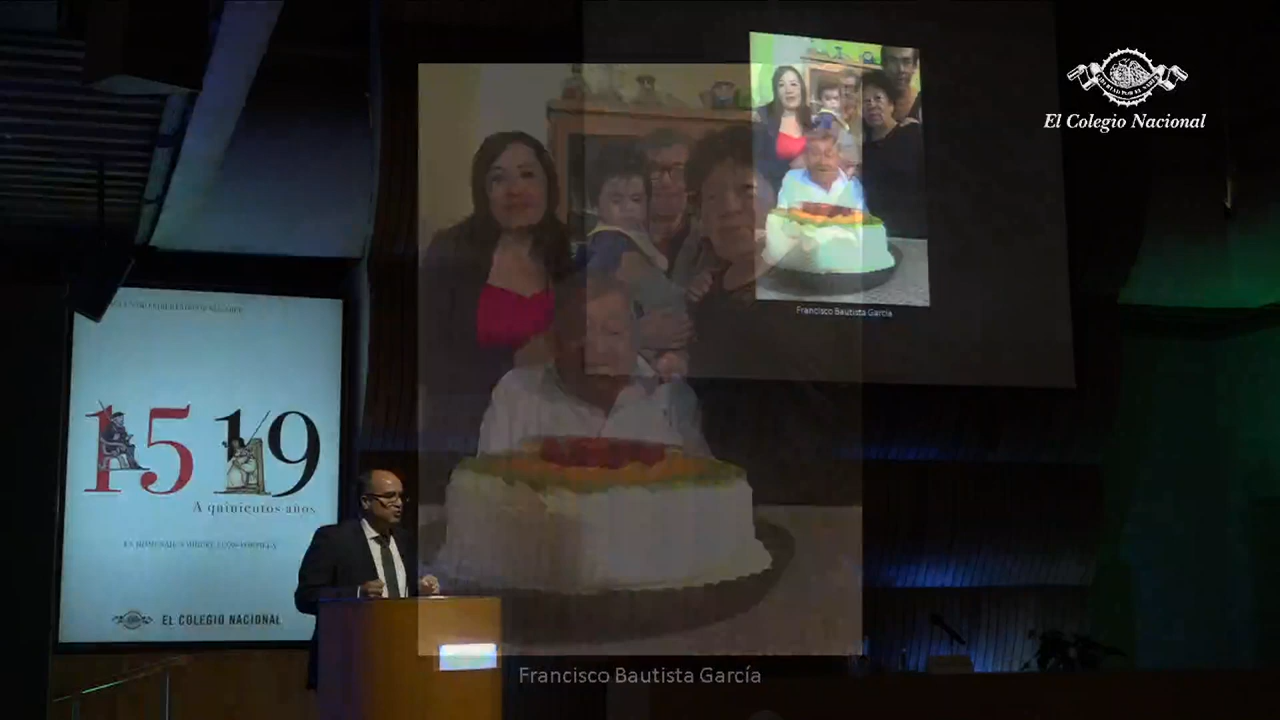 El Colegio Nacional
Francisco Bautista García
1519
A quinientos años
EL COLEGIO NACIONAL
Francisco Bautista García